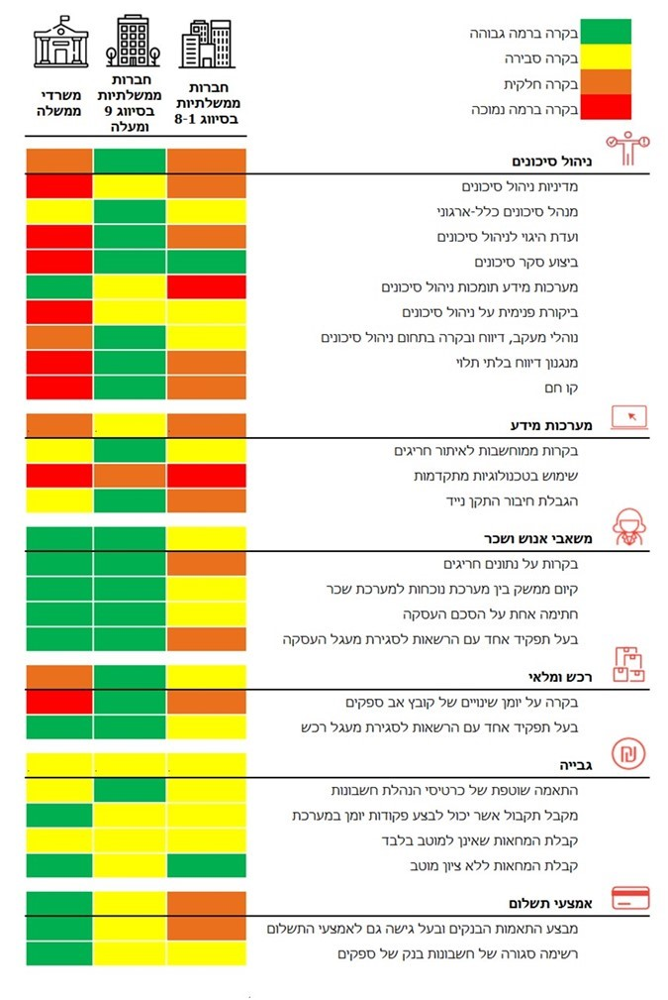 בקרה ברמה גבוהה
בקרה סבירה
בקרה חלקית
בקרה ברמה נמוכה
חברות
ממשלתיות
בסיווג 8-1
חברות
ממשלתיות
בסיווג 9
ומעלה
משרדי
ממשלה
ניהול סיכונים
מדיניות ניהול סיכונים
מנהל סיכונים כלל-ארגוני
ועדת היגוי לניהול סיכונים
ביצוע סקר סיכונים
מערכות מידע תומכות ניהול סיכונים
ביקורת פנימית על ניהול סיכונים
נוהלי מעקב, דיווח ובקרה בתחום ניהול סיכונים
מנגנון דיווח בלתי תלוי
קו חם
מערכות מידע
בקרות ממוחשבות לאיתור חריגים
שימוש בטכנולוגיות מתקדמות
הגבלת חיבור התקן נייד
משאבי אנוש ושכר
בקרות על נתונים חריגים
קיום ממשק בין מערכת נוכחות למערכת שכר
חתימה אחת על הסכם העסקה
בעל תפקיד אחד עם הרשאות לסגירת מעגל העסקה
רכש ומלאי
בקרה על יומן שינויים של קובץ אב ספקים
בעל תפקיד אחד עם הרשאות לסגירת מעגל רכש
גבייה
התאמה שוטפת של כרטיסי הנהלת חשבונות
מקבל תקבול אשר יכול לבצע פקודות יומן במערכת
קבלת המחאות שאינן למוטב בלבד
קבלת המחאות ללא ציון מוטב
אמצעי תשלום
מבצע התאמות הבנקים ובעל גישה גם לאמצעי התשלום
רשימה סגורה של חשבונות בנק של ספקים